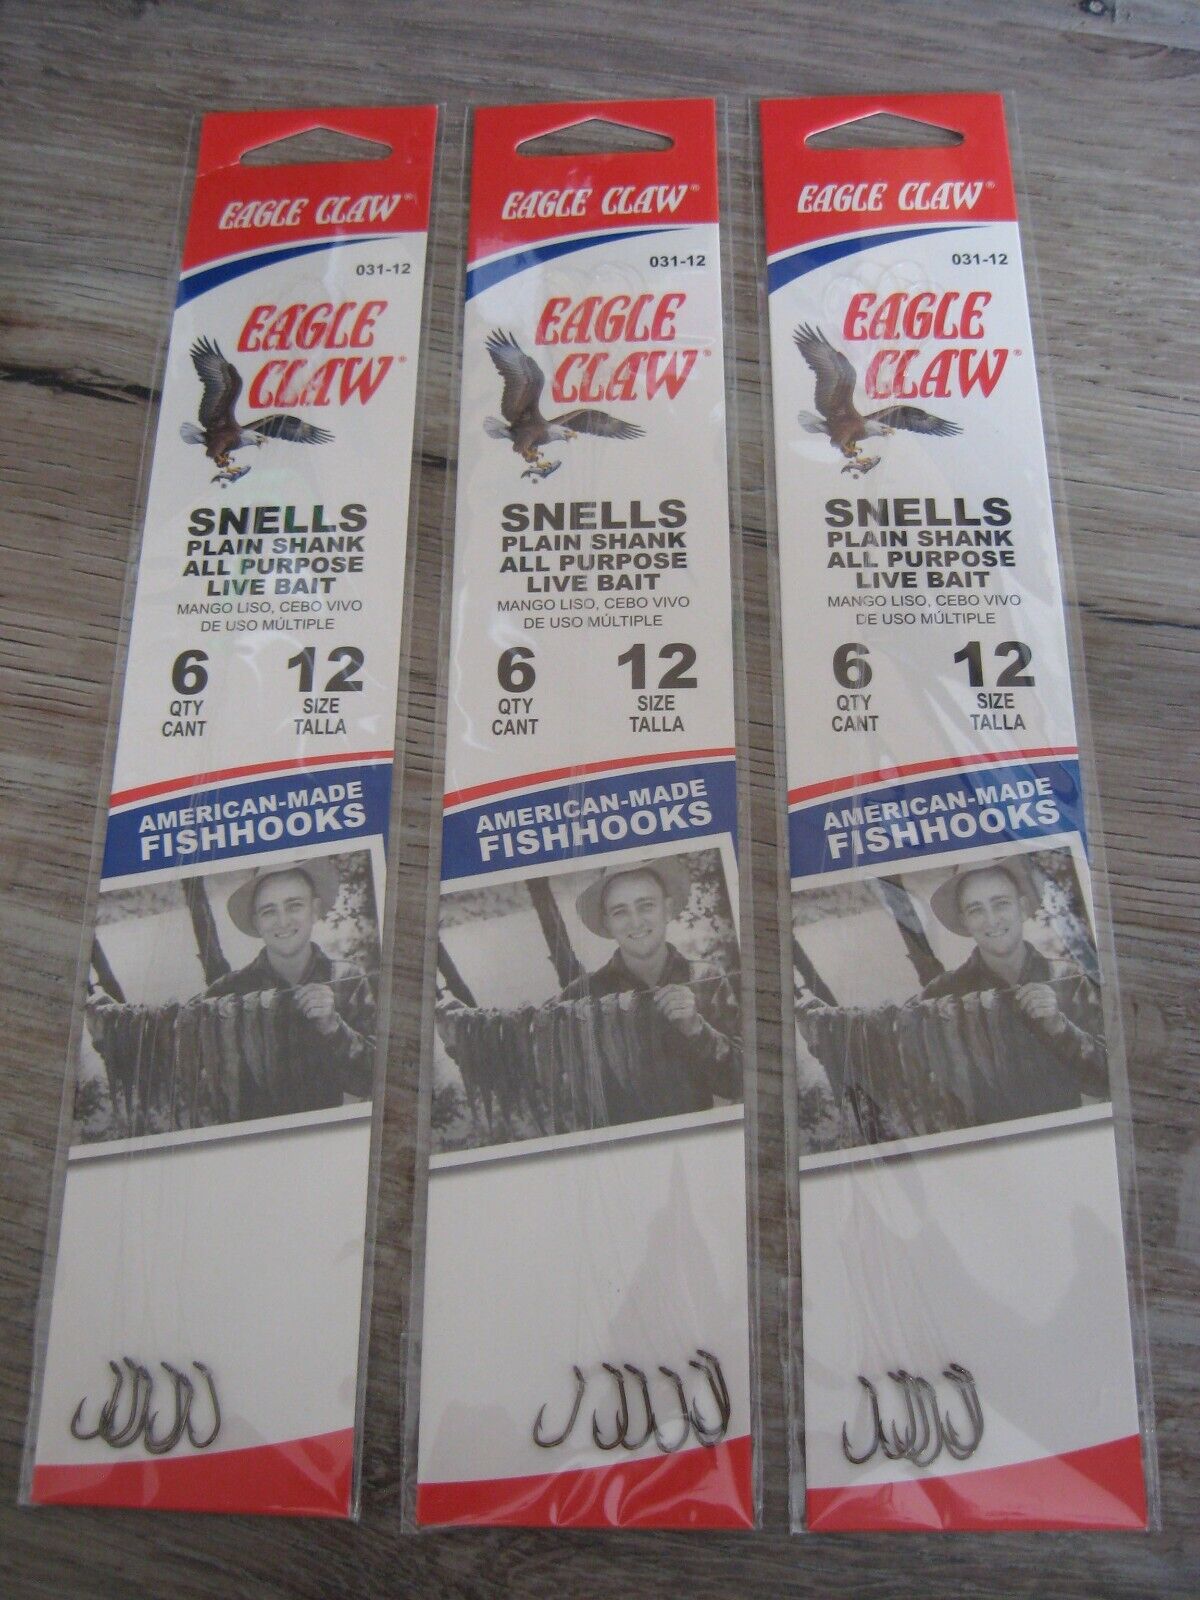 EAGLE CLAW®
031-12
EAGLE
CLAW®
SNELLS
PLAIN SHANK
ALL PURPOSE
LIVE BAIT
MANGO LISO, CEBO VIVO
DE USO MÚLTIPLE
6 12
QTY SIZE
CANT TALLA
AMERICAN-MADE
FISHHOOKS
EAGLE CLAW®
031-12
EAGLE
CLAW®
SNELLS
PLAIN SHANK
ALL PURPOSE
LIVE BAIT
MANGO LISO, CEBO VIVO
DE USO MÚLTIPLE
6 12
QTY SIZE
CANT TALLA
AMERICAN-MADE
FISHHOOKS
EAGLE CLAW®
031-12
EAGLE
CLAW®
SNELLS
PLAIN SHANK
ALL PURPOSE
LIVE BAIT
MANGO LISO, CEBO VIVO
DE USO MÚLTIPLE
6 12
QTY SIZE
CANT TALLA
AMERICAN-MADE
FISHHOOKS